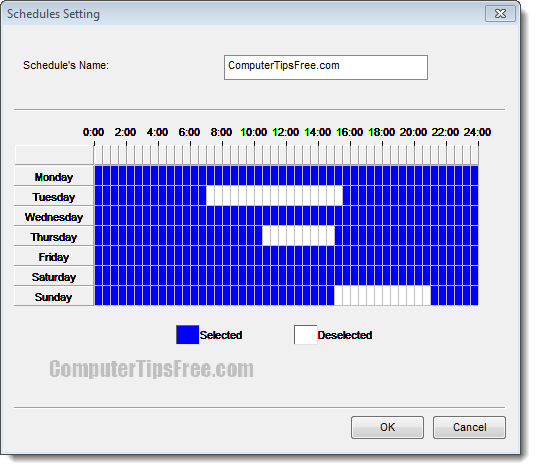 Schedules Setting
Schedule's Name: ComputerTipsFree.com
0:00 2:00 4:00 6:00 8:00 10:00 12:00 14:00 16:00 18:00 20:00 22:00 24:00
Monday
Tuesday
Wednesday
Thursday
Friday
Saturday
Sunday
Selected Deselected
ComputerTipsFree.com
OK Cancel